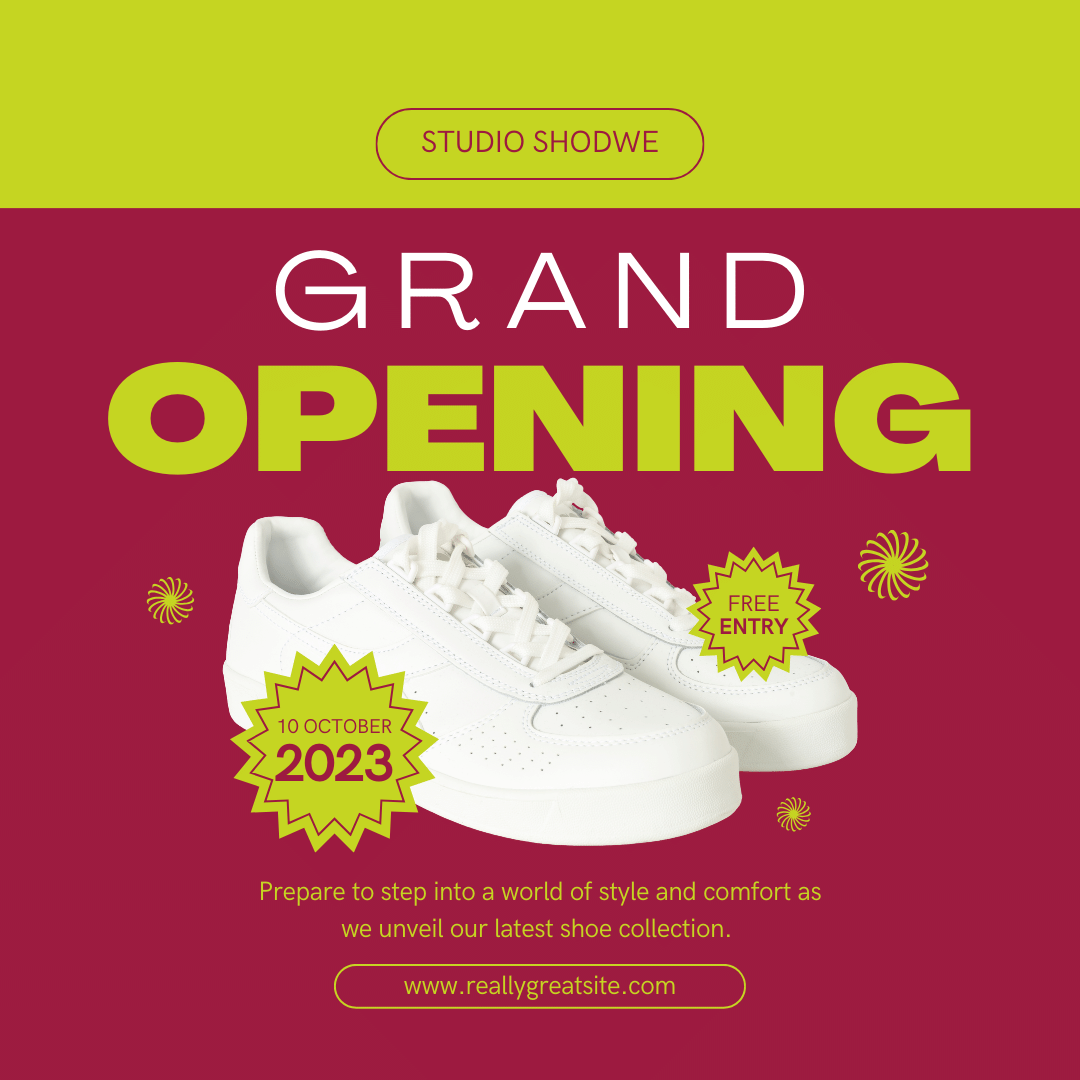 STUDIO SHODWE
GRAND
OPENING
FREE
ENTRY
10 OCTOBER
2023
Prepare to step into a world of style and comfort as
we unveil our latest shoe collection.
www.reallygreatsite.com